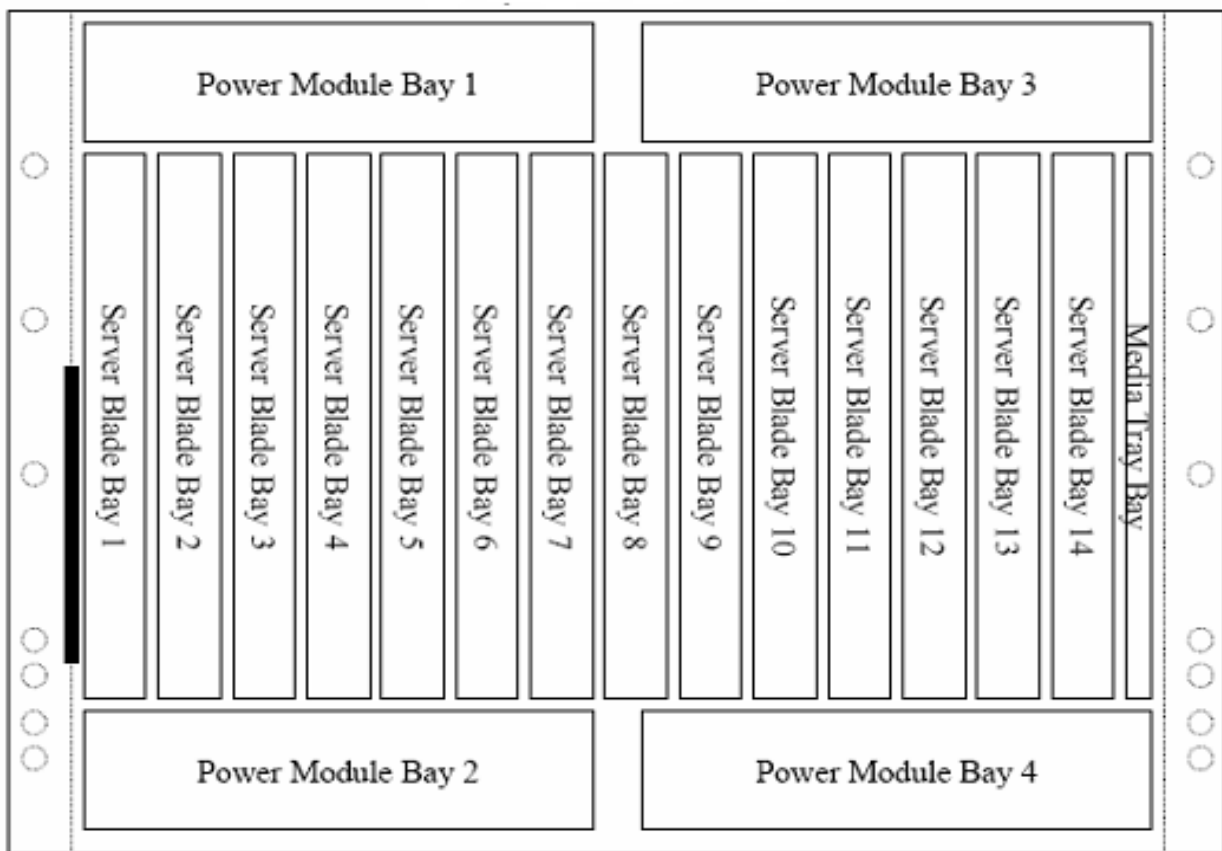 Power Module Bay 1
Power Module Bay 3
Server Blade Bay 1
Server Blade Bay 2
Server Blade Bay 3
Server Blade Bay 4
Server Blade Bay 5
Server Blade Bay 6
Server Blade Bay 7
Server Blade Bay 8
Server Blade Bay 9
Server Blade Bay 10
Server Blade Bay 11
Server Blade Bay 12
Server Blade Bay 13
Server Blade Bay 14
Media Tray Bay
Power Module Bay 2
Power Module Bay 4